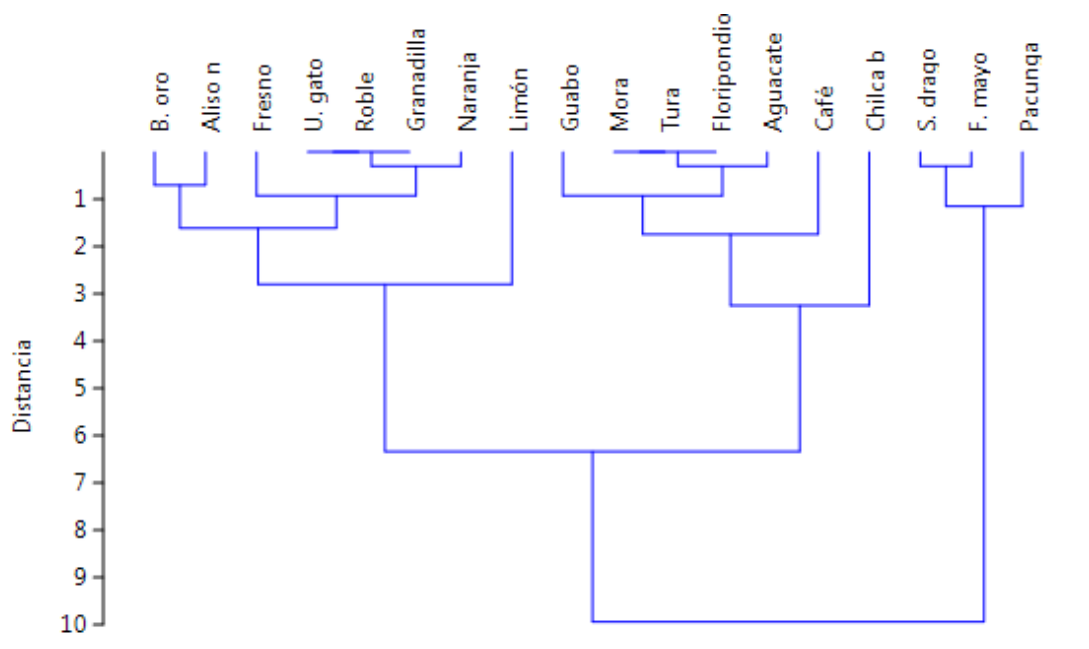 B. oro
Aliso n
Fresno
U. gato
Roble
Granadilla
Naranja
Limón
Guabo
Mora
Tura
Floripondio
Aguacate
Café
Chilca b
S. drago
F. mayo
Pacunga
1
2
3
4
5
6
7
8
9
10
Distancia